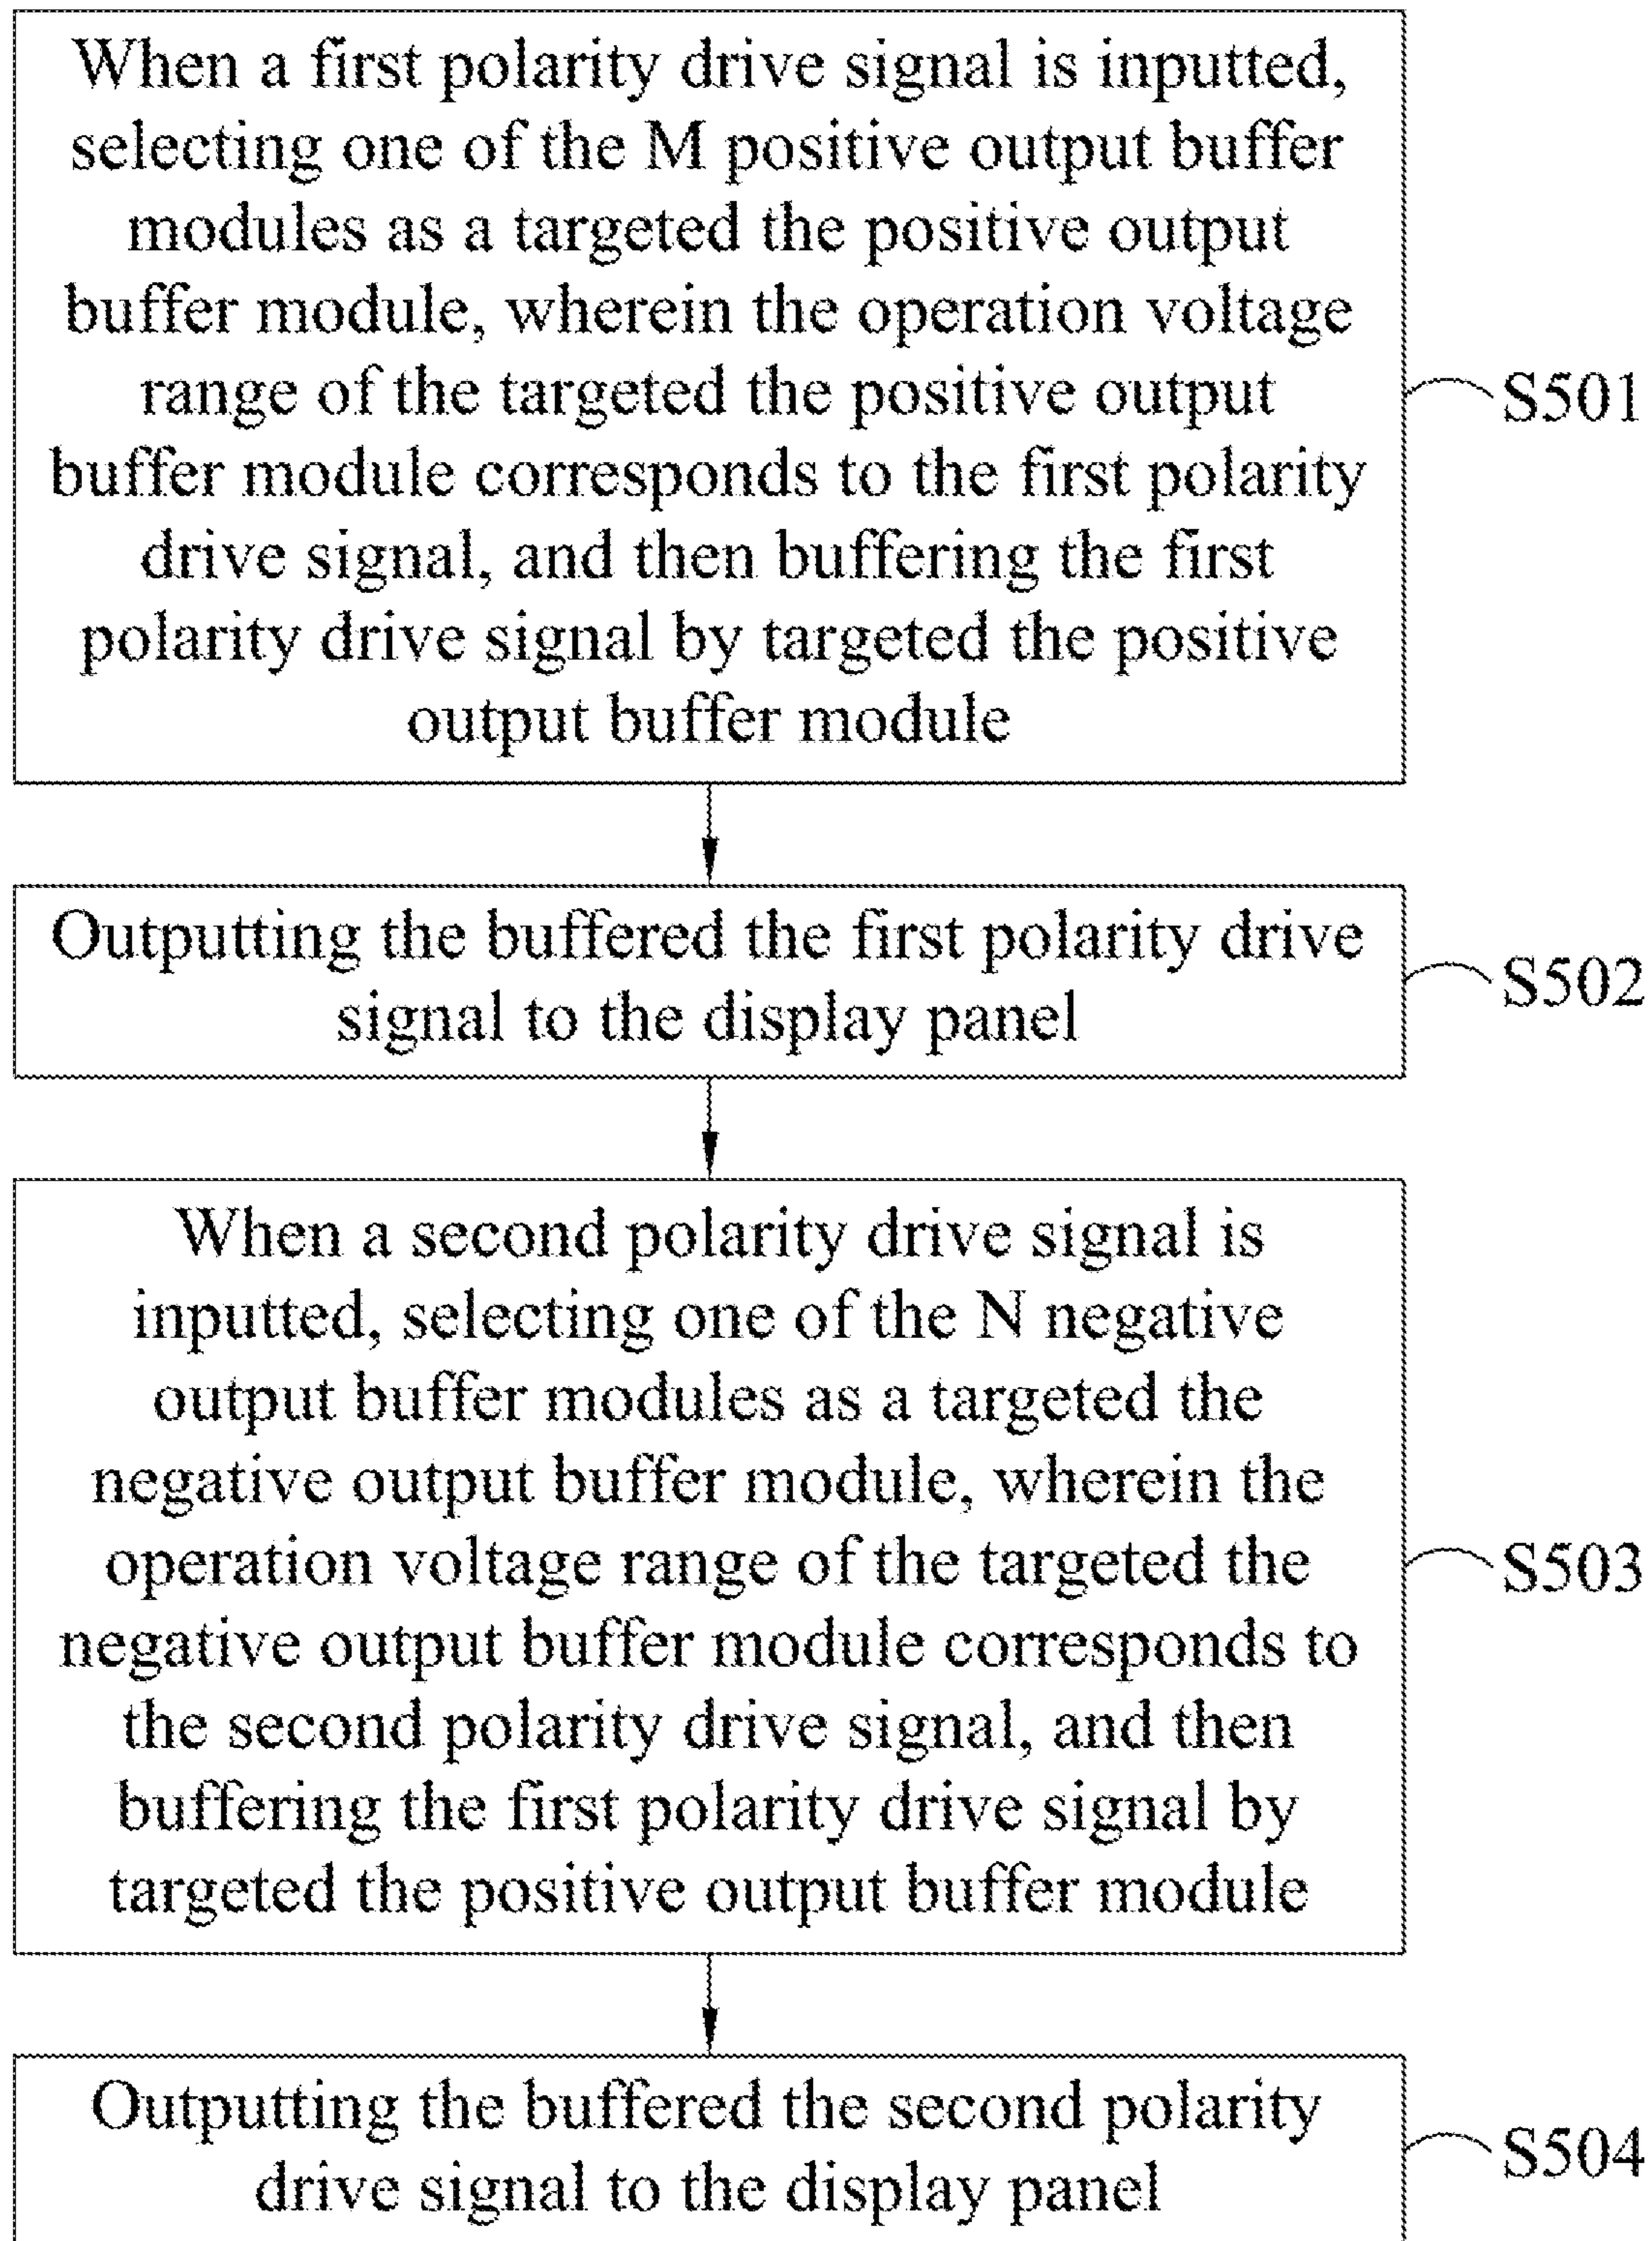 When a first polarity drive signal is inputted,
selecting one of the M positive output buffer
modules as a targeted the positive output
buffer module, wherein the operation voltage
range of the targeted the positive output
buffer module corresponds to the first polarity
drive signal, and then buffering the first
polarity drive signal by targeted the positive
output buffer module
S501
Outputting the buffered the first polarity drive
signal to the display panel
S502
When a second polarity drive signal is
inputted, selecting one of the N negative
output buffer modules as a targeted the
negative output buffer module, wherein the
operation voltage range of the targeted the
negative output buffer module corresponds to
the second polarity drive signal, and then
buffering the first polarity drive signal by
targeted the positive output buffer module
S503
Outputting the buffered the second polarity
drive signal to the display panel
S504